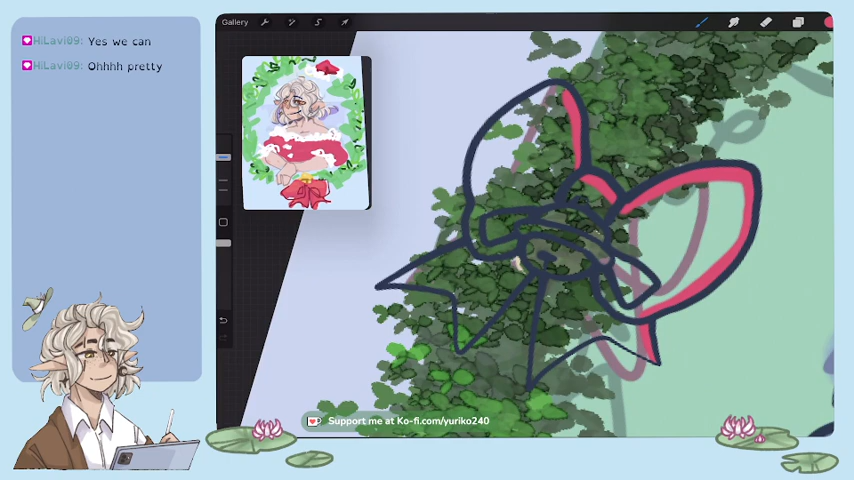 HiLavi09: Yes we can
HiLavi09: Ohhhh pretty
Gallery
Support me at Ko-fi.com/yuriko240